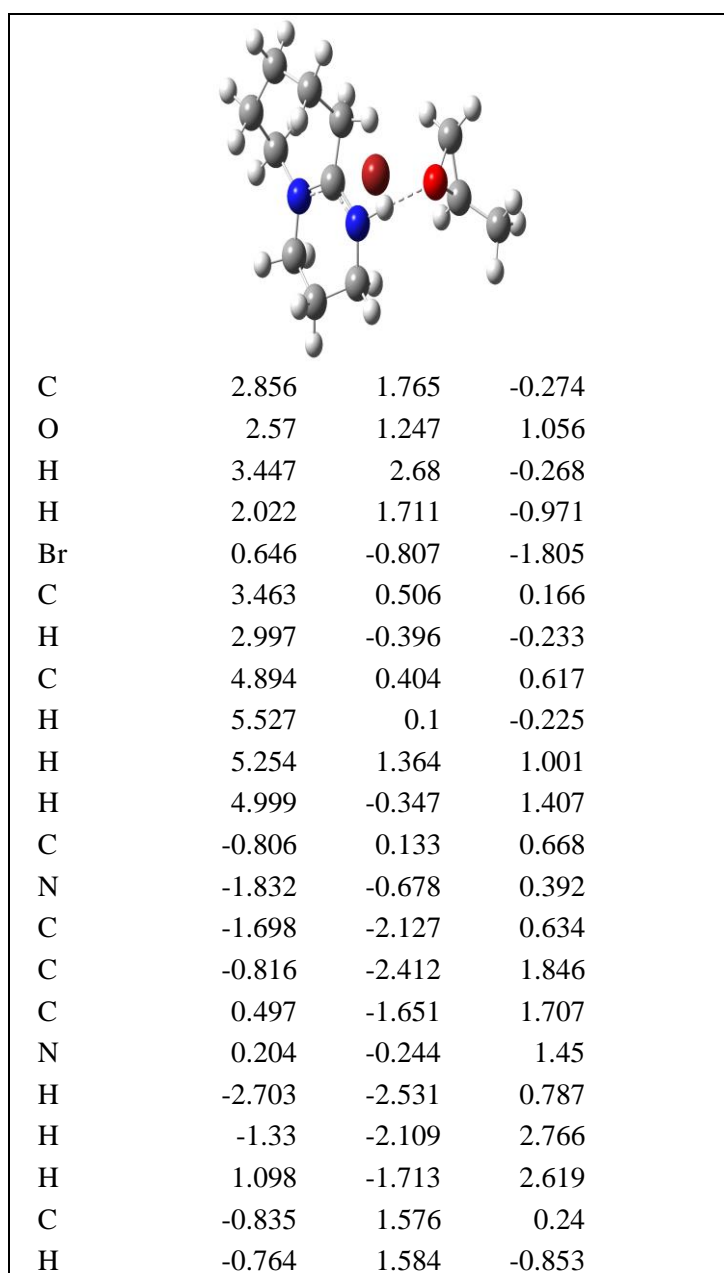 C 2.856 1.765 -0.274
O 2.57 1.247 1.056
H 3.447 2.68 -0.268
H 2.022 1.711 -0.971
Br 0.646 -0.807 -1.805
C 3.463 0.506 0.166
H 2.997 -0.396 -0.233
C 4.894 0.404 0.617
H 5.527 0.1 -0.225
H 5.254 1.364 1.001
H 4.999 -0.347 1.407
C -0.806 0.133 0.668
N -1.832 -0.678 0.392
C -1.698 -2.127 0.634
C -0.816 -2.412 1.846
C 0.497 -1.651 1.707
N 0.204 -0.244 1.45
H -2.703 -2.531 0.787
H -1.33 -2.109 2.766
H 1.098 -1.713 2.619
C -0.835 1.576 0.24
H -0.764 1.584 -0.853